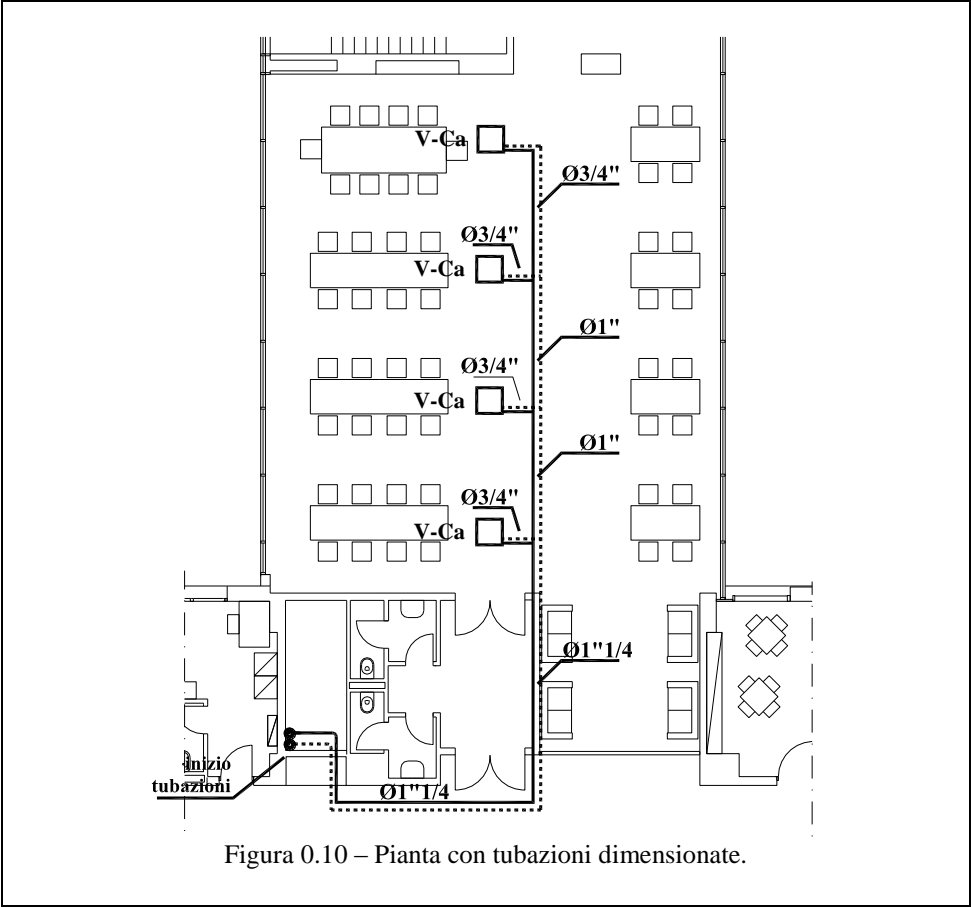 V-Ca
Ø3/4"
Ø3/4"
V-Ca
Ø1"
Ø3/4"
V-Ca
Ø1"
Ø3/4"
V-Ca
Ø1"1/4
inizio
tubazioni
Ø1"1/4
Figura 0.10 – Pianta con tubazioni dimensionate.